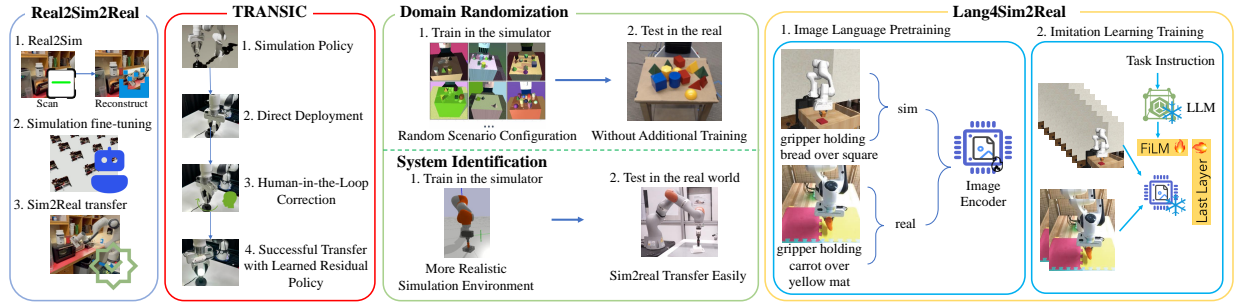 Real2Sim2Real
1. Real2Sim
Scan
Reconstruct
2. Simulation fine-tuning
3. Sim2Real transfer
TRANSIC
1. Simulation Policy
2. Direct Deployment
3. Human-in-the-Loop
Correction
4. Successful Transfer
with Learned Residual
Policy
Domain Randomization
1. Train in the simulator
2. Test in the real
...
Random Scenario Configuration
Without Additional Training
System Identification
1. Train in the simulator
2. Test in the real world
More Realistic
Simulation Environment
Sim2real Transfer Easily
Lang4Sim2Real
1. Image Language Pretraining
sim
gripper holding
bread over square
real
gripper holding
carrot over
yellow mat
Image
Encoder
2. Imitation Learning Training
Task Instruction
LLM
FiLM
Last Layer